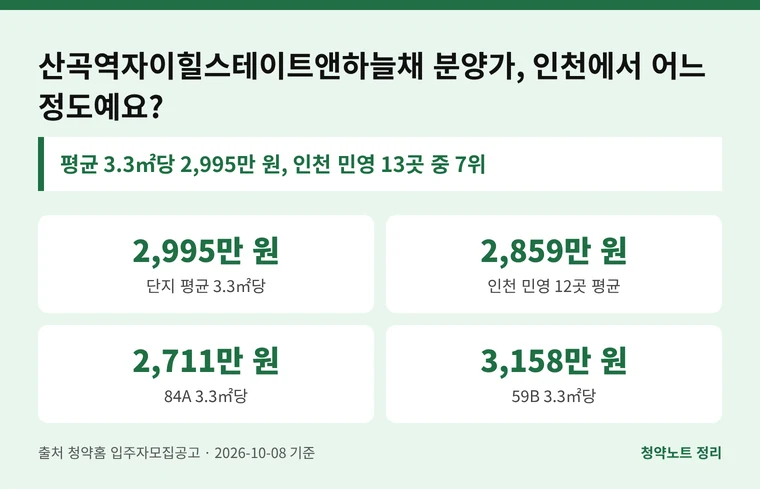 산곡역자이힐스테이트앤하늘채 분양가, 인천에서 어느
정도예요?
평균 3.3㎡당 2,995만 원, 인천 민영 13곳 중 7위
2,995만 원
단지 평균 3.3㎡당
2,859만 원
인천 민영 12곳 평균
2,711만 원
84A 3.3㎡당
3,158만 원
59B 3.3㎡당
출처 청약홈 입주자모집공고 · 2026-10-08 기준
청약노트 정리